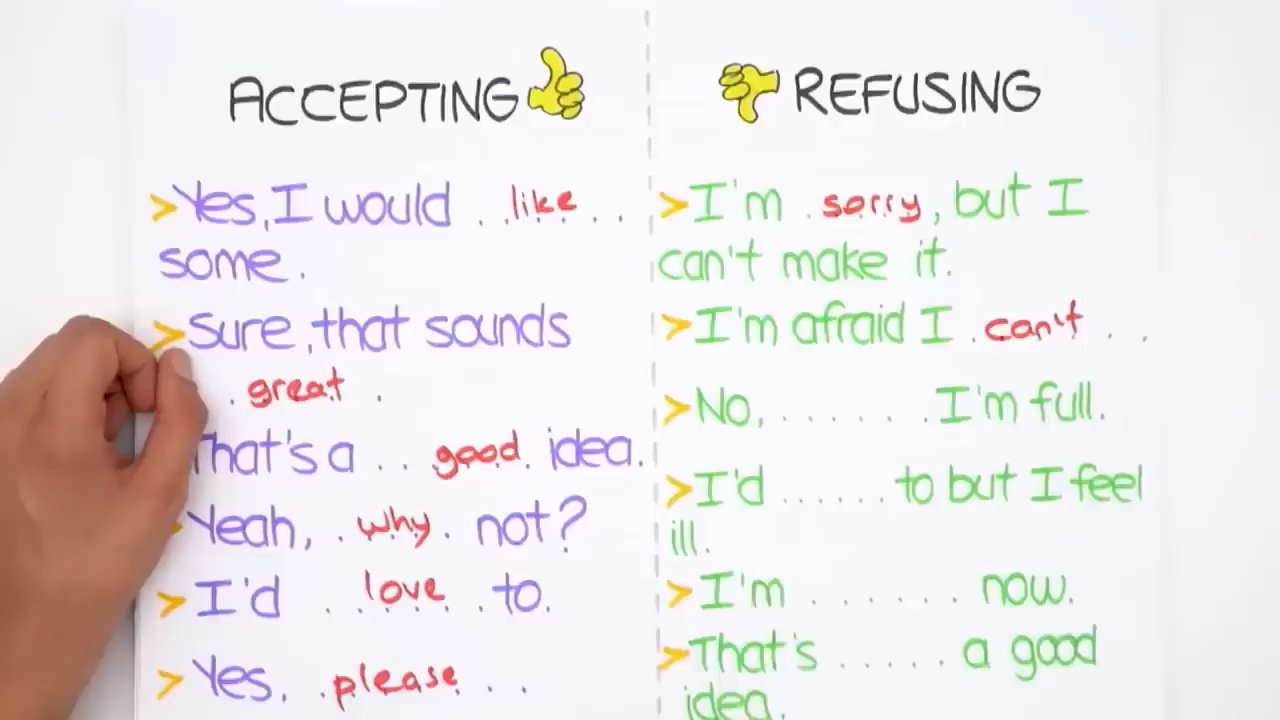 ACCEPTING
Yes, I would . . like . .
some.
Sure, that sounds
. great .
That's a . . good . idea.
Yeah, . why . not?
I'd . . love . . to.
Yes, . please . .
REFUSING
I'm . sorry, but I
can't make it.
I'm afraid I . can't . .
No, . . . . . . . I'm full.
I'd . . . . . . to but I feel
ill.
I'm . . . . . . . now.
That's . . . . . a good
idea.